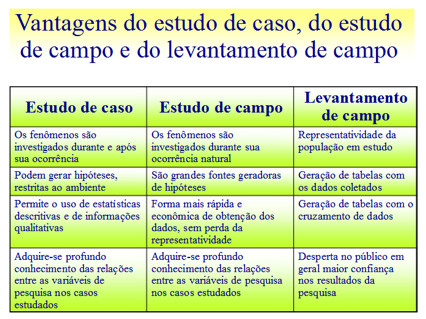 Vantagens do estudo de caso, do estudo
de campo e do levantamento de campo
Estudo de caso
Estudo de campo
Levantamento
de campo
Os fenômenos são
investigados durante e após
sua ocorrência
Os fenômenos são
investigados durante sua
ocorrência natural
Representatividade da
população em estudo
Podem gerar hipóteses,
restritas ao ambiente
São grandes fontes geradoras
de hipóteses
Geração de tabelas com
os dados coletados
Permite o uso de estatísticas
descritivas e de informações
qualitativas
Forma mais rápida e
econômica de obtenção dos
dados, sem perda da
representatividade
Geração de tabelas com o
cruzamento de dados
Adquire-se profundo
conhecimento das relações
entre as variáveis de
pesquisa nos casos
estudados
Adquire-se profundo
conhecimento das relações
entre as variáveis de pesquisa
nos casos estudados
Desperta no público em
geral maior confiança
nos resultados da
pesquisa